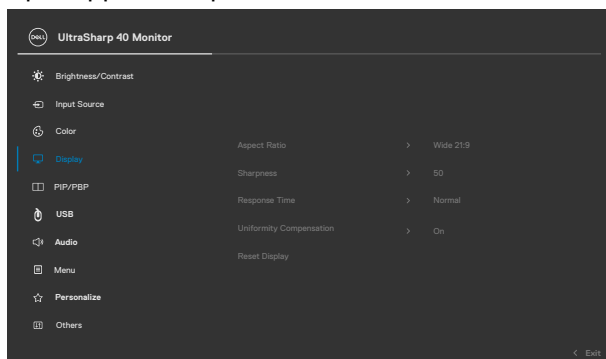 DELL UltraSharp 40 Monitor
Brightness/Contrast
Input Source
Color
Display
PIP/PBP
USB
Audio
Menu
Personalize
Others
Aspect Ratio > Wide 21:9
Sharpness > 50
Response Time > Normal
Uniformity Compensation > On
Reset Display
< Exit